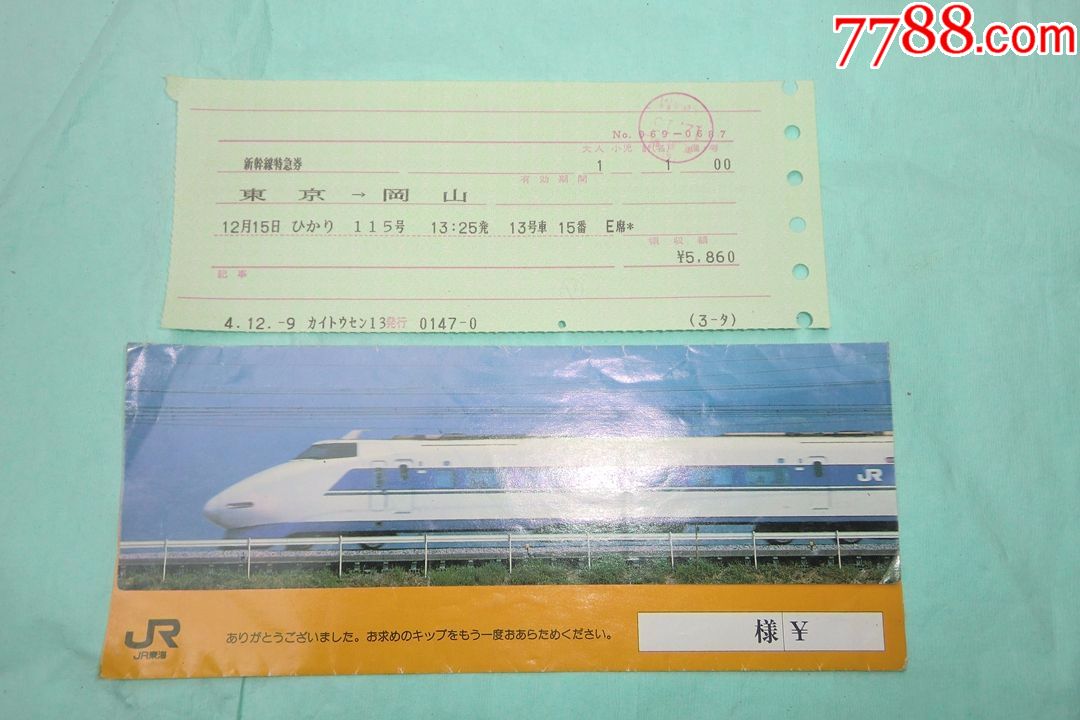 7788.com
No. 069-0687
大人 小児
1 1 00
新幹線特急券
有効期間
東京 → 岡山
12月15日 ひかり 115号 13:25発 13号車 15番 E席*
領収額
¥5,860
記事
4.12.-9 カイトウセン13発行 0147-0 (3-タ)
JR
JR
JR東海
ありがとうございました。お求めのキップをもう一度おあらためください。
様 ¥